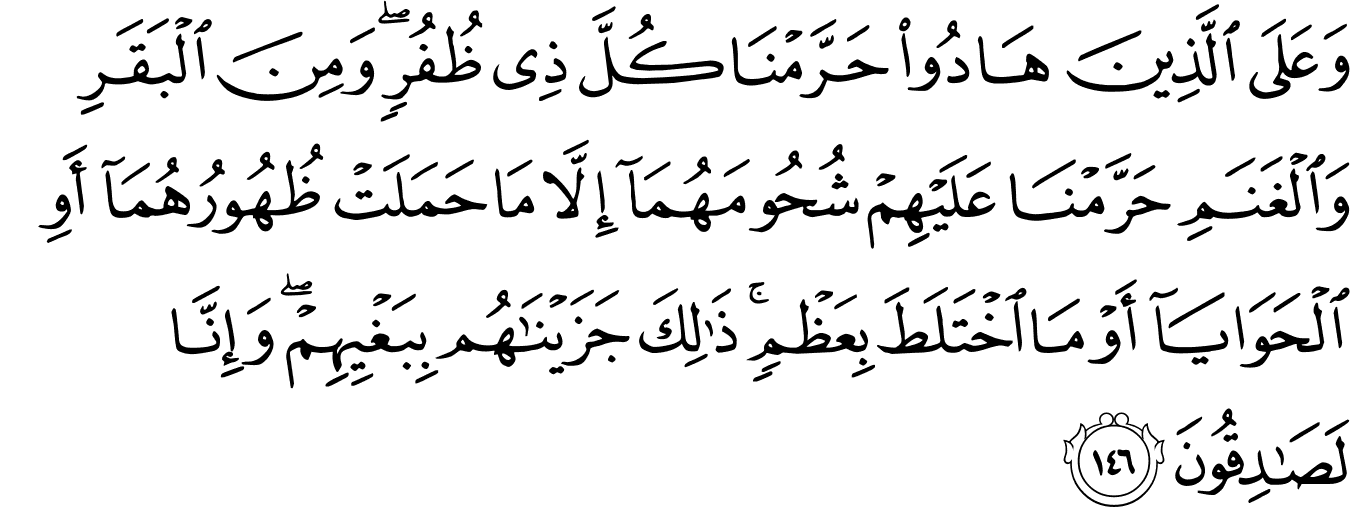 وَعَلَى ٱلَّذِينَ هَادُوا۟ حَرَّمْنَا كُلَّ ذِى ظُفُرٍۢ ۖ وَمِنَ ٱلْبَقَرِ
وَٱلْغَنَمِ حَرَّمْنَا عَلَيْهِمْ شُحُومَهُمَآ إِلَّا مَا حَمَلَتْ ظُهُورُهُمَآ أَوِ
ٱلْحَوَايَآ أَوْ مَا ٱخْتَلَطَ بِعَظْمٍۢ ۚ ذَٰلِكَ جَزَيْنَـٰهُم بِبَغْيِهِمْ ۖ وَإِنَّا
لَصَـٰدِقُونَ ١٤٦